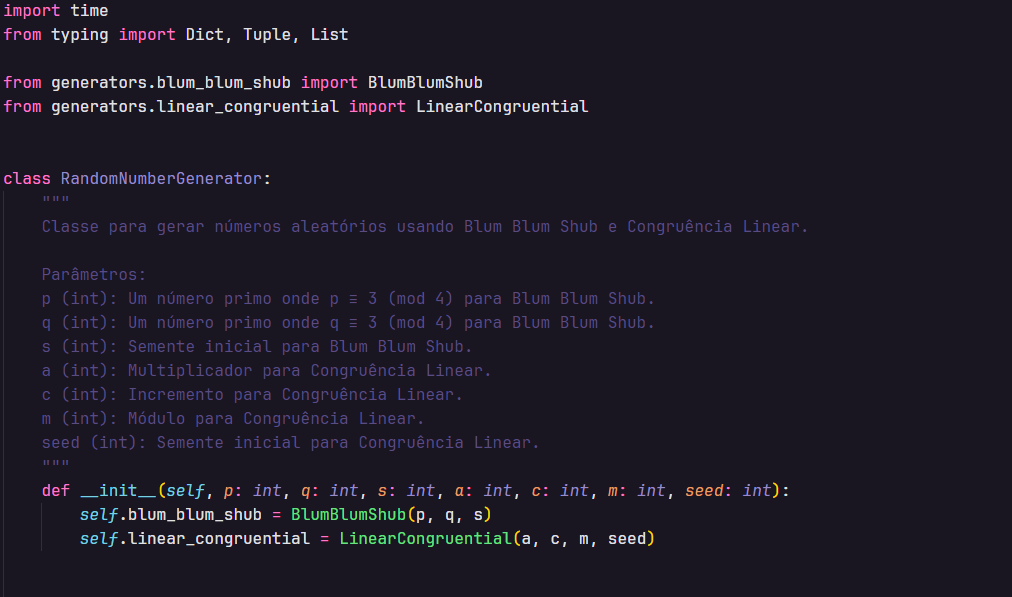 import time
from typing import Dict, Tuple, List
from generators.blum_blum_shub import BlumBlumShub
from generators.linear_congruential import LinearCongruential
class RandomNumberGenerator:
"""
Classe para gerar números aleatórios usando Blum Blum Shub e Congruência Linear.
Parâmetros:
p (int): Um número primo onde p ≡ 3 (mod 4) para Blum Blum Shub.
q (int): Um número primo onde q ≡ 3 (mod 4) para Blum Blum Shub.
s (int): Semente inicial para Blum Blum Shub.
a (int): Multiplicador para Congruência Linear.
c (int): Incremento para Congruência Linear.
m (int): Módulo para Congruência Linear.
seed (int): Semente inicial para Congruência Linear.
"""
def __init__(self, p: int, q: int, s: int, a: int, c: int, m: int, seed: int):
self.blum_blum_shub = BlumBlumShub(p, q, s)
self.linear_congruential = LinearCongruential(a, c, m, seed)